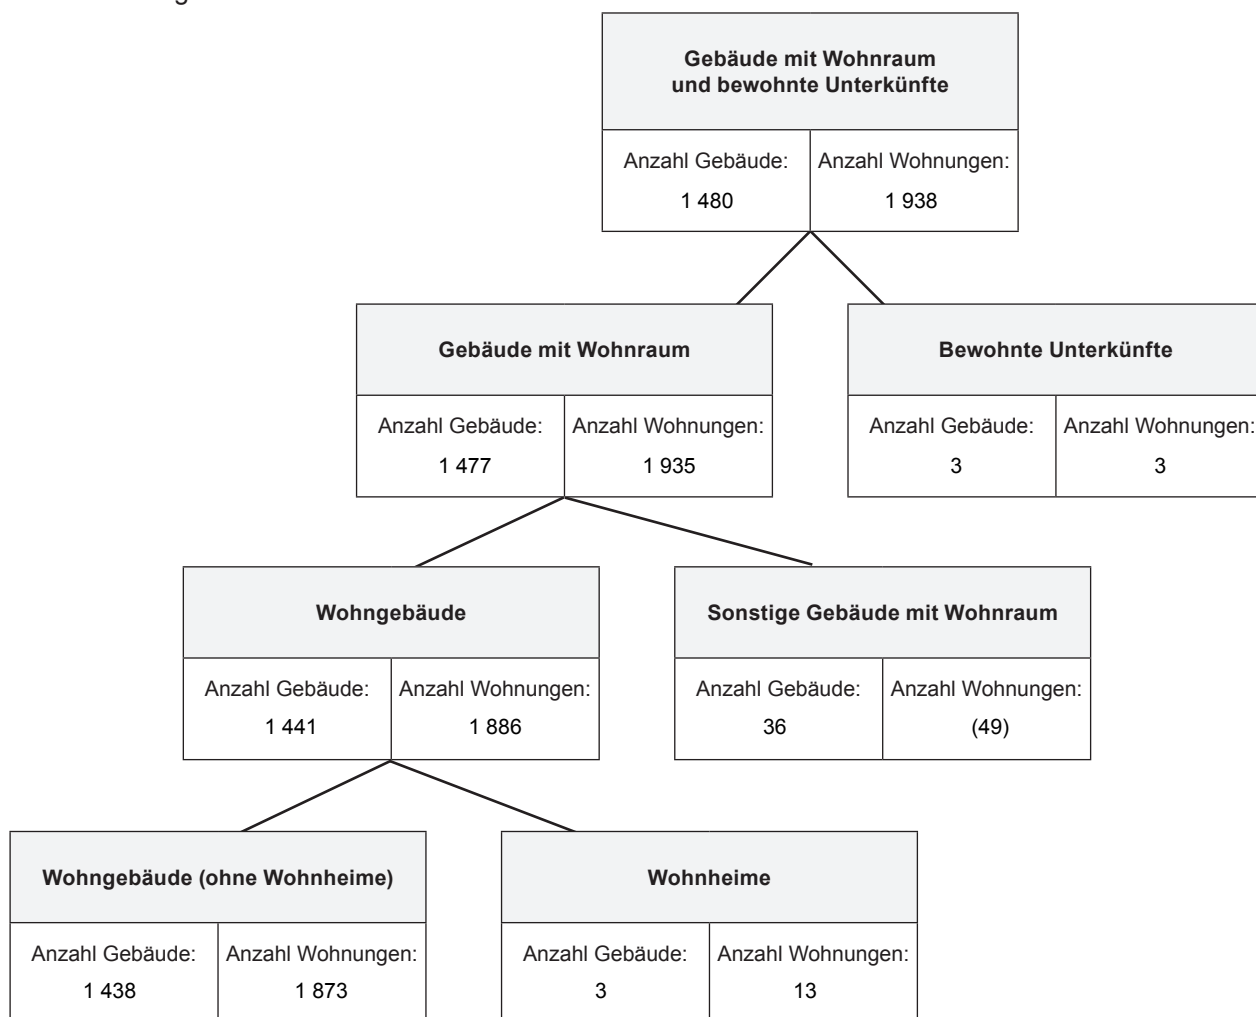 Gebäude mit Wohnraum
und bewohnte Unterkünfte
Anzahl Gebäude: Anzahl Wohnungen:
1 480 1 938
Gebäude mit Wohnraum
Anzahl Gebäude: Anzahl Wohnungen:
1 477 1 935
Bewohnte Unterkünfte
Anzahl Gebäude: Anzahl Wohnungen:
3 3
Wohngebäude
Anzahl Gebäude: Anzahl Wohnungen:
1 441 1 886
Sonstige Gebäude mit Wohnraum
Anzahl Gebäude: Anzahl Wohnungen:
36 (49)
Wohngebäude (ohne Wohnheime)
Anzahl Gebäude: Anzahl Wohnungen:
1 438 1 873
Wohnheime
Anzahl Gebäude: Anzahl Wohnungen:
3 13